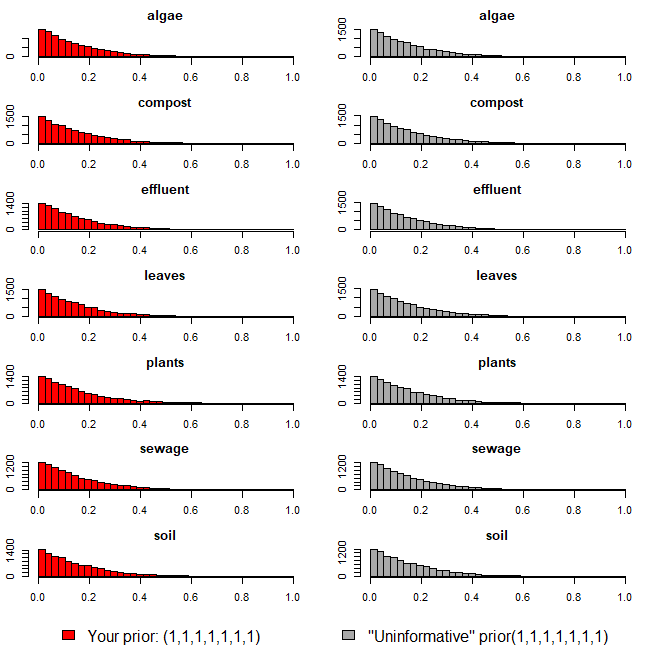 algae algae
0 0 1500
0.0 0.2 0.4 0.6 0.8 1.0 0.0 0.2 0.4 0.6 0.8 1.0
compost compost
0 1500 0 1500
0.0 0.2 0.4 0.6 0.8 1.0 0.0 0.2 0.4 0.6 0.8 1.0
effluent effluent
0 1400 0 1500
0.0 0.2 0.4 0.6 0.8 1.0 0.0 0.2 0.4 0.6 0.8 1.0
leaves leaves
0 1500 0 1500
0.0 0.2 0.4 0.6 0.8 1.0 0.0 0.2 0.4 0.6 0.8 1.0
plants plants
0 1400 0 1400
0.0 0.2 0.4 0.6 0.8 1.0 0.0 0.2 0.4 0.6 0.8 1.0
sewage sewage
0 1200 0 1200
0.0 0.2 0.4 0.6 0.8 1.0 0.0 0.2 0.4 0.6 0.8 1.0
soil soil
0 1400 0 1200
0.0 0.2 0.4 0.6 0.8 1.0 0.0 0.2 0.4 0.6 0.8 1.0
Your prior: (1,1,1,1,1,1,1) "Uninformative" prior(1,1,1,1,1,1,1)